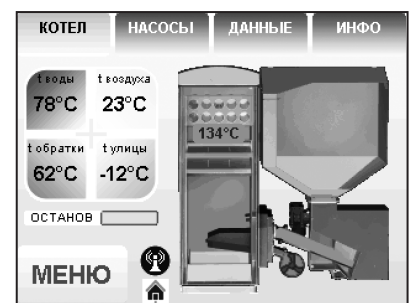 КОТЕЛ НАСОСЫ ДАННЫЕ ИНФО
t воды t воздуха
78°C 23°C
134°C
t обратки t улицы
62°C -12°C
ОСТАНОВ
МЕНЮ